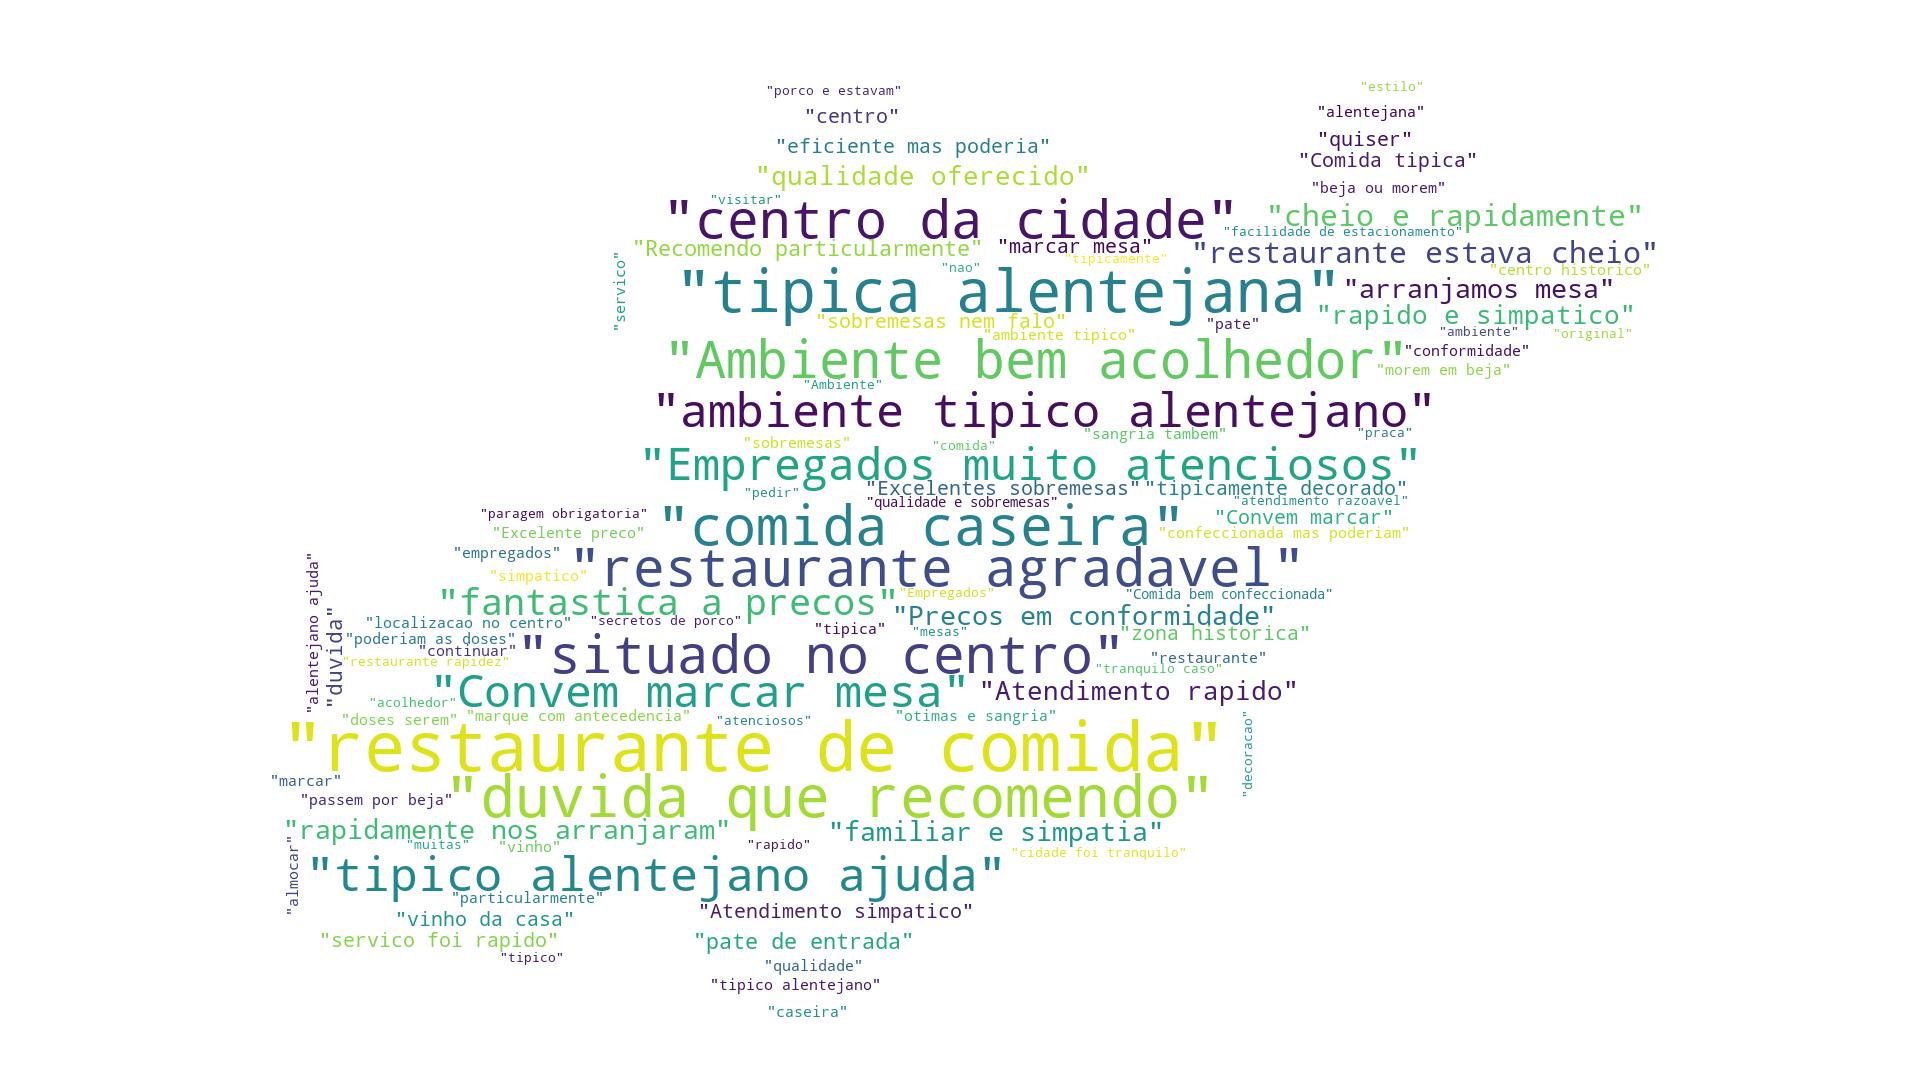 "porco e estavam"
"estilo"
"alentejana"
"centro"
"quiser"
"eficiente mas poderia"
"Comida tipica"
"qualidade oferecido"
"beja ou morem"
"visitar"
"centro da cidade"
"cheio e rapidamente"
"facilidade de estacionamento"
"Recomendo particularmente"
"marcar mesa"
"restaurante estava cheio"
"tipicamente"
"servico"
"nao"
"centro historico"
"tipica alentejana"
"arranjamos mesa"
"rapido e simpatico"
"sobremesas nem falo"
"pate"
"ambiente"
"original"
"ambiente tipico"
"Ambiente bem acolhedor"
"conformidade"
"morem em beja"
"Ambiente"
"ambiente tipico alentejano"
"sangria tambem"
"praca"
"sobremesas"
"comida"
"Empregados muito atenciosos"
"Excelentes sobremesas"
"tipicamente decorado"
"pedir"
"qualidade e sobremesas"
"atendimento razoavel"
"paragem obrigatoria"
"comida caseira"
"Convem marcar"
"Excelente preco"
"confeccionada mas poderiam"
"empregados"
"restaurante agradavel"
"simpatico"
"alentejano ajuda"
"fantastica a precos"
"Empregados"
"Comida bem confeccionada"
"duvida"
"localizacao no centro"
"secretos de porco"
"Precos em conformidade"
"tipica"
"mesas"
"zona historica"
"poderiam as doses"
"continuar"
"situado no centro"
"restaurante"
"restaurante rapidez"
"tranquilo caso"
"Convem marcar mesa"
"Atendimento rapido"
"acolhedor"
"doses serem"
"marque com antecedencia"
"atenciosos"
"otimas e sangria"
"restaurante de comida"
"decoracao"
"marcar"
"passem por beja"
"duvida que recomendo"
"rapidamente nos arranjaram"
"familiar e simpatia"
"muitas"
"vinho"
"rapido"
"cidade foi tranquilo"
"almocar"
"tipico alentejano ajuda"
"particularmente"
"Atendimento simpatico"
"vinho da casa"
"servico foi rapido"
"pate de entrada"
"tipico"
"qualidade"
"tipico alentejano"
"caseira"